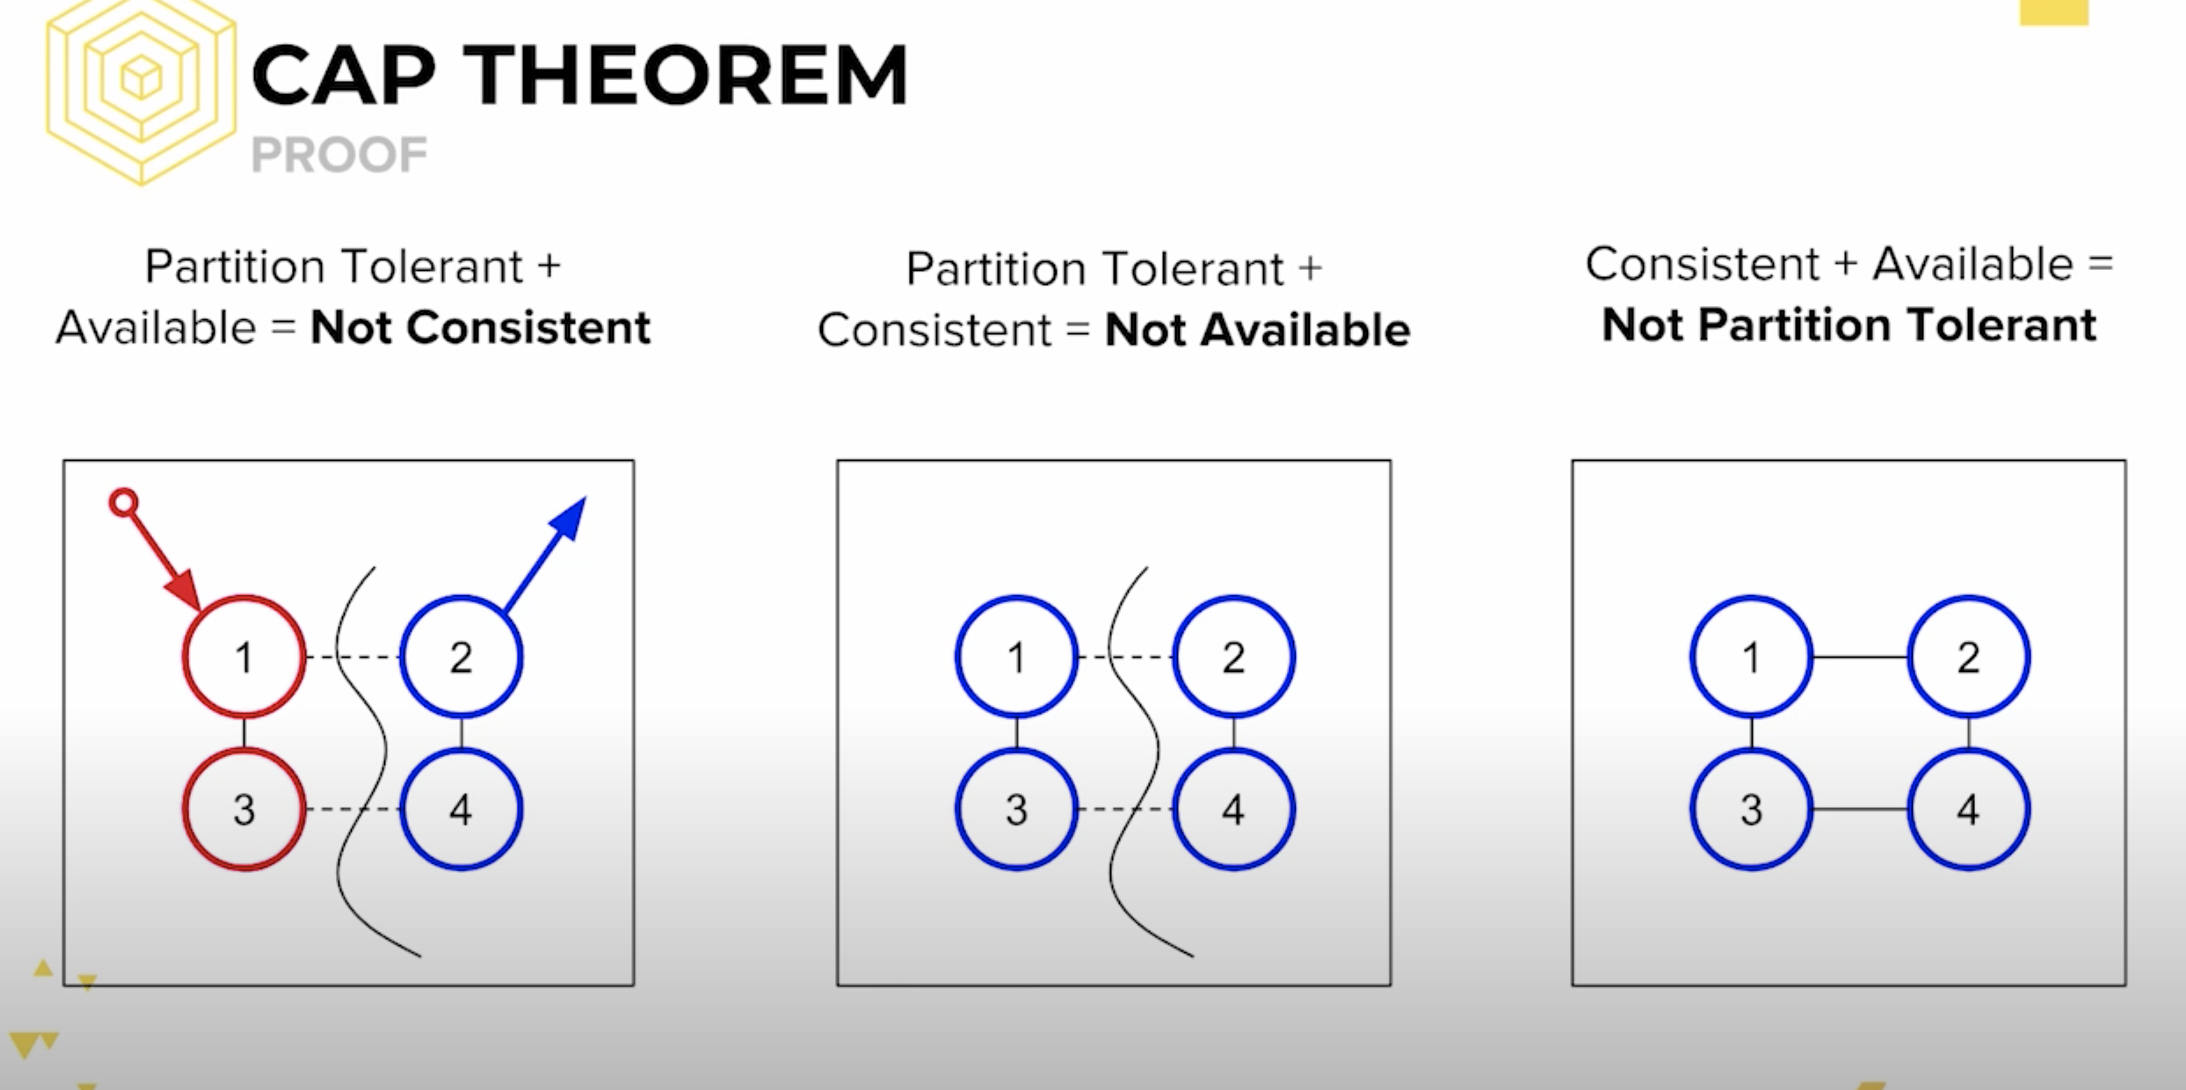 CAP THEOREM
PROOF
Partition Tolerant +
Available = Not Consistent
Partition Tolerant +
Consistent = Not Available
Consistent + Available =
Not Partition Tolerant
1 2
3 4
1 2
3 4
1 2
3 4